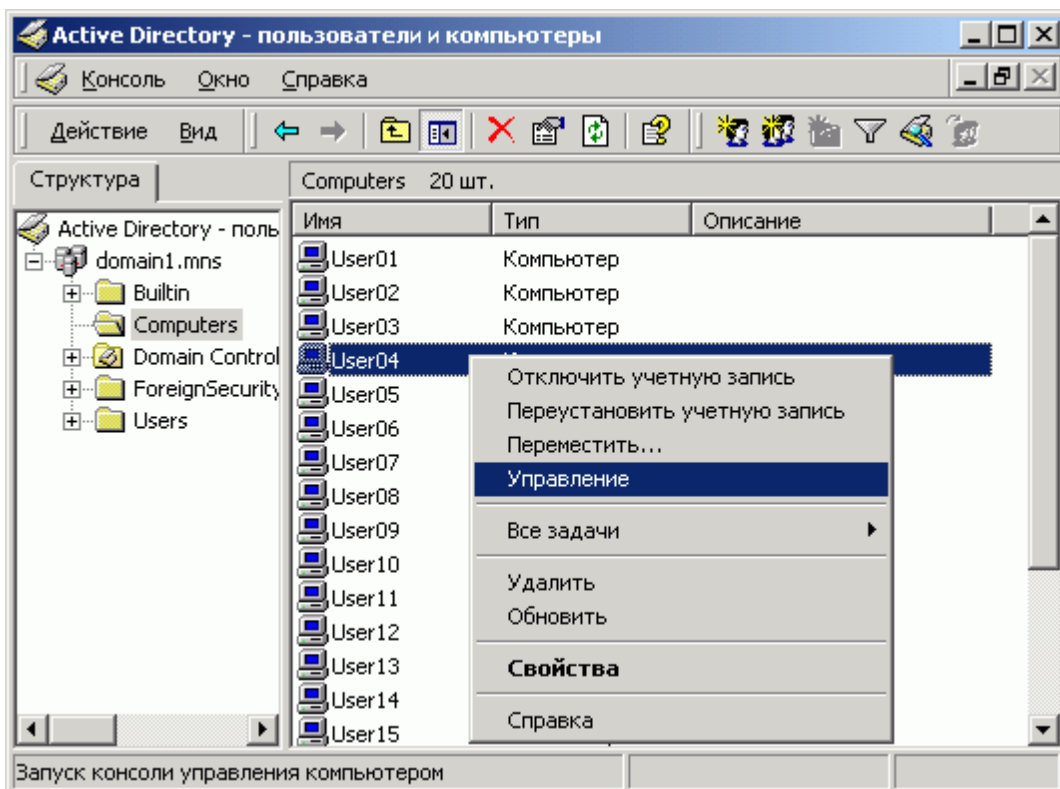 Active Directory - пользователи и компьютеры
Консоль Окно Справка
Действие Вид
Структура
Computers 20 шт.
Active Directory - поль
domain1.mns
Builtin
Computers
Domain Control
ForeignSecurity
Users
Имя Тип Описание
User01 Компьютер
User02 Компьютер
User03 Компьютер
User04
User05
User06
User07
User08
User09
User10
User11
User12
User13
User14
User15
Отключить учетную запись
Переустановить учетную запись
Переместить...
Управление
Все задачи
Удалить
Обновить
Свойства
Справка
Запуск консоли управления компьютером